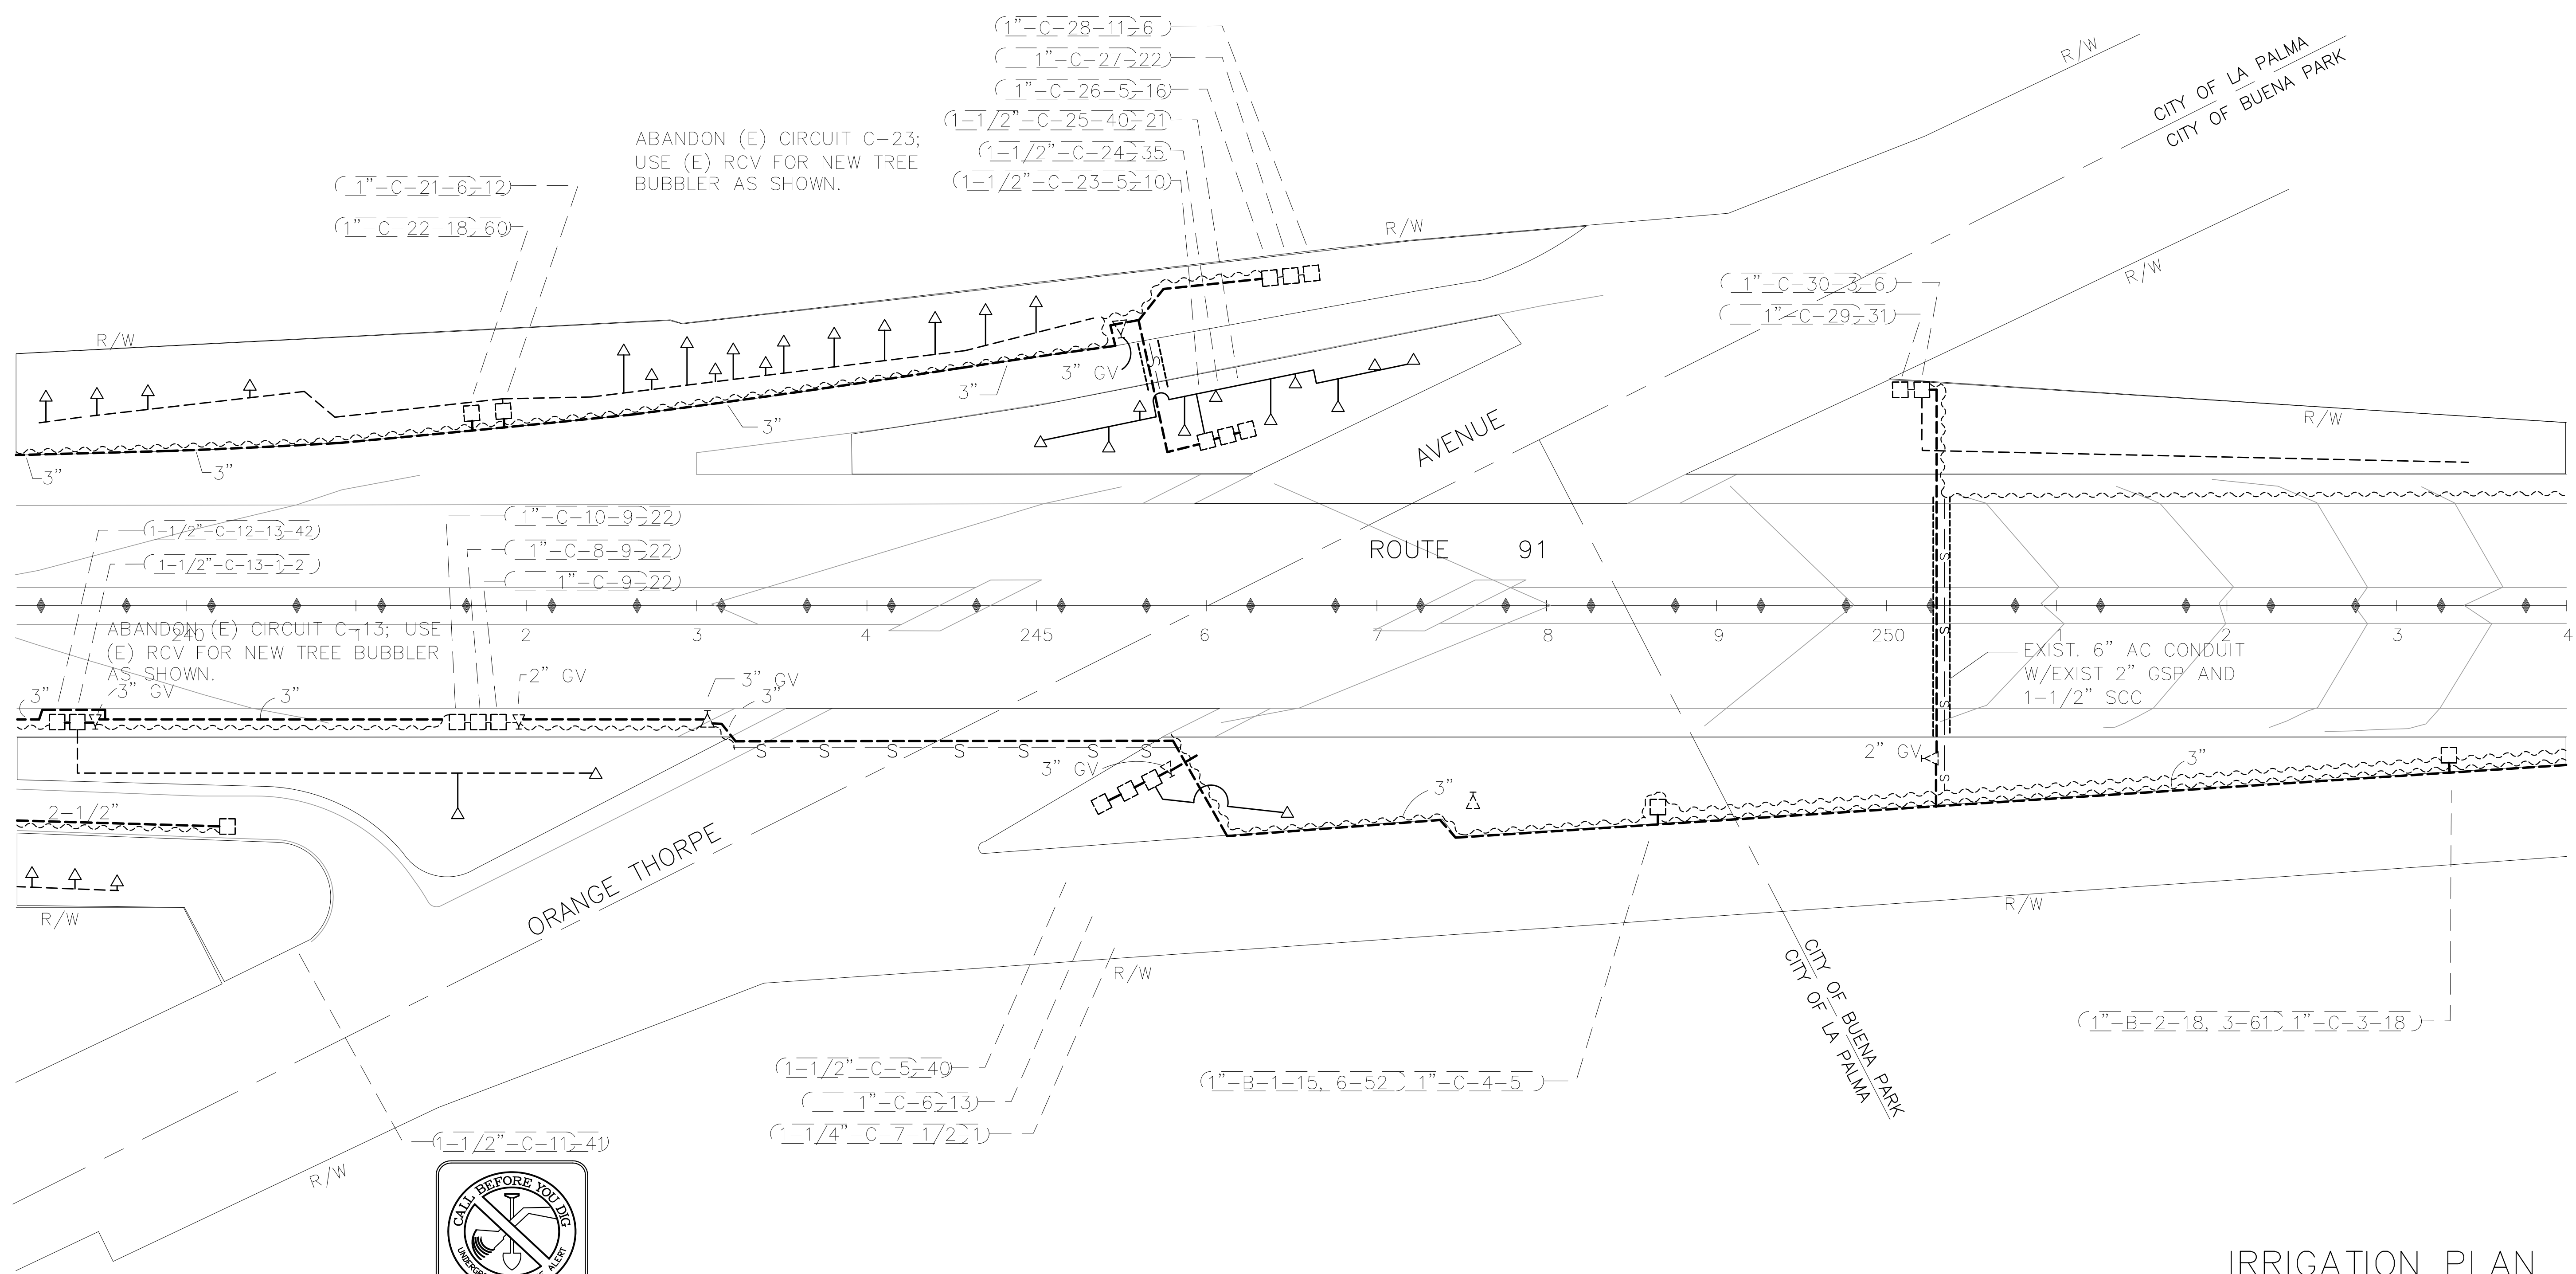 (1"-C-28-11-6)
(1"-C-27-22)
(1"-C-26-5-16)
(1-1/2"-C-25-40-21)
(1-1/2"-C-24-35)
(1-1/2"-C-23-5-10)
R/W
CITY OF LA PALMA
CITY OF BUENA PARK
ABANDON (E) CIRCUIT C-23;
USE (E) RCV FOR NEW TREE
BUBBLER AS SHOWN.
(1"-C-21-6-12)
(1"-C-22-18-60)
R/W
R/W
(1"-C-30-3-6)
(1"-C-29-31)
R/W
3" GV
3"
3"
3"
3"
R/W
AVENUE
(1-1/2"-C-12-13-42)
(1-1/2"-C-13-1-2)
(1"-C-10-9-22)
(1"-C-8-9-22)
(1"-C-9-22)
ROUTE 91
240 1 2 3 4 245 6 7 8 9 250 1 2 3 4
ABANDON (E) CIRCUIT C-13; USE
(E) RCV FOR NEW TREE BUBBLER
AS SHOWN.
3"
3" GV
3"
2" GV
3" GV
3"
EXIST. 6" AC CONDUIT
W/EXIST 2" GSP AND
1-1/2" SCC
S S S S S S S
S
S
S
S
S
3" GV
3"
2" GV
3"
2-1/2"
R/W
ORANGE THORPE
R/W
R/W
CITY OF BUENA PARK
CITY OF LA PALMA
(1-1/2"-C-5-40)
(1"-C-6-13)
(1-1/4"-C-7-1/2-1)
(1"-B-1-15, 6-52) 1"-C-4-5)
(1"-B-2-18, 3-61) 1"-C-3-18)
(1-1/2"-C-11-41)
R/W
CALL BEFORE YOU DIG
ALERT
IRRIGATION PLAN